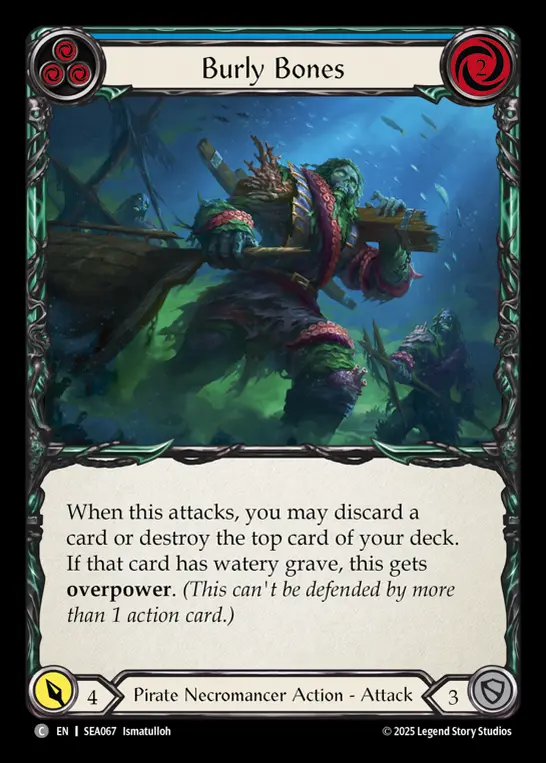 Burly Bones
2
When this attacks, you may discard a
card or destroy the top card of your deck.
If that card has watery grave, this gets
overpower. (This can't be defended by more
than 1 action card.)
4 Pirate Necromancer Action - Attack 3
C EN | SEA067 Ismatulloh © 2025 Legend Story Studios